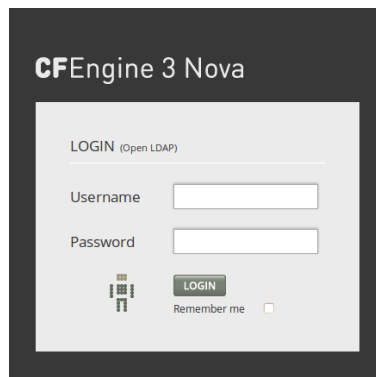 CFEngine 3 Nova
LOGIN (Open LDAP)
Username
Password
LOGIN
Remember me